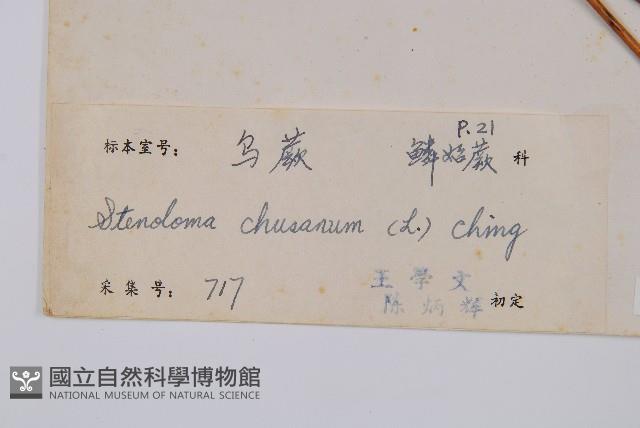 P.21
标本室号： 乌蕨 鳞始蕨 科
Stenoloma chusanum (L.) Ching
采集号： 717 王学文
陈炳辉 初定
國立自然科學博物館
NATIONAL MUSEUM OF NATURAL SCIENCE